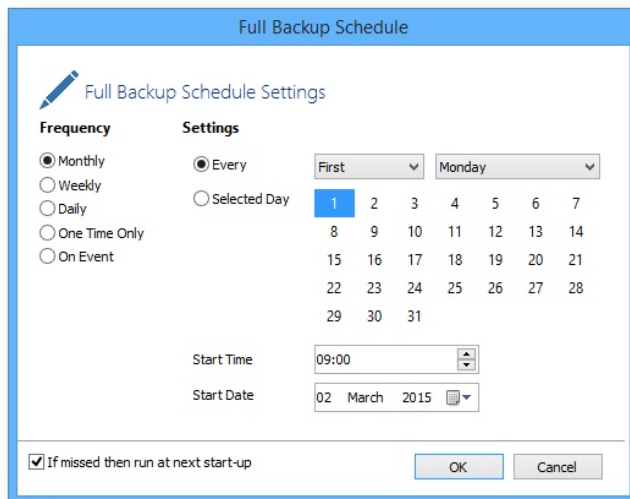 Full Backup Schedule
Full Backup Schedule Settings
Frequency Settings
Monthly Every First Monday
Weekly
Daily Selected Day 1 2 3 4 5 6 7
One Time Only 8 9 10 11 12 13 14
On Event 15 16 17 18 19 20 21
22 23 24 25 26 27 28
29 30 31
Start Time 09:00
Start Date 02 March 2015
If missed then run at next start-up OK Cancel